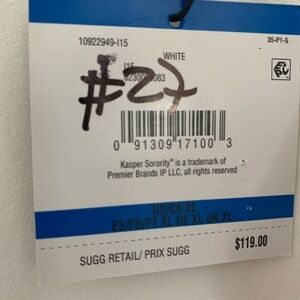 10922949-I15
35-P1-5
WHITE
I15
#27
0 91309 17100 3
Kasper Sorority™ is a trademark of
Premier Brands IP LLC, all rights reserved
US/CA XL
ES/FR/PT XL DE XL UK XL
SUGG RETAIL/ PRIX SUGG
$119.00